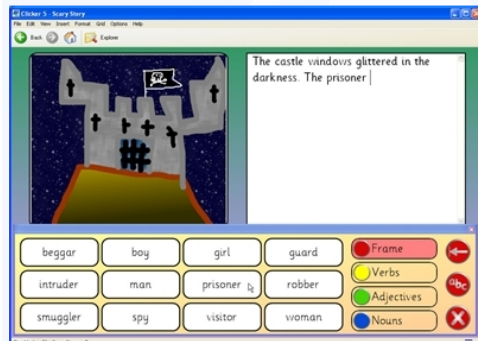 Clicker 5 - Scary Story
File Edit View Insert Format Grid Options Help
Back Explore
The castle windows glittered in the
darkness. The prisoner
beggar boy girl guard Frame
Verbs
intruder man prisoner robber abc
Adjectives
smuggler spy visitor woman Nouns